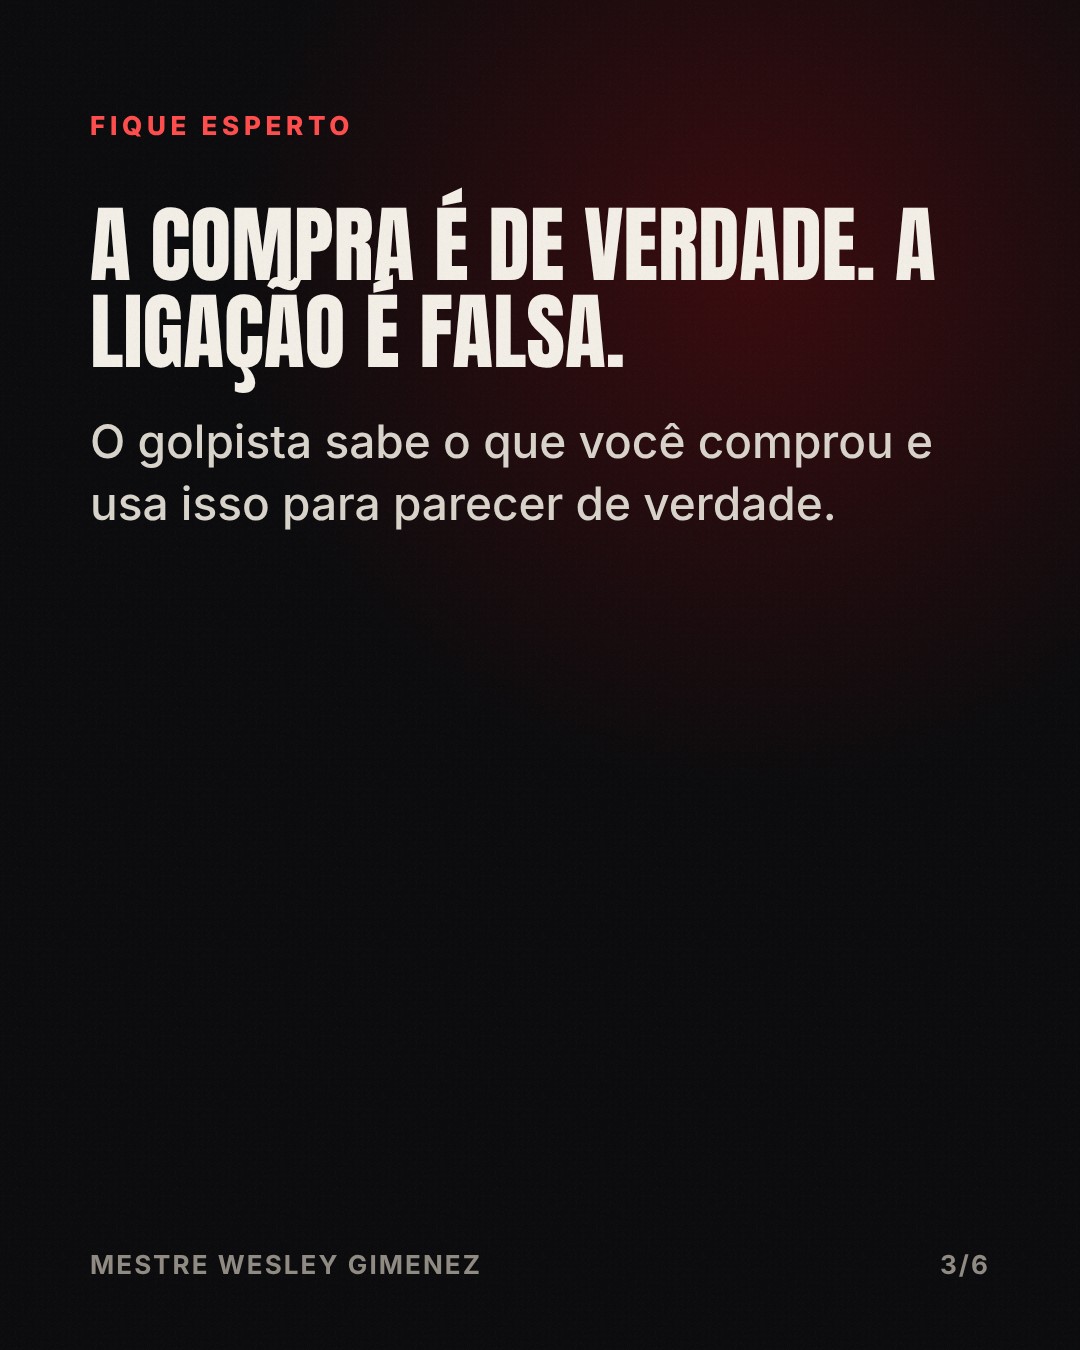 FIQUE ESPERTO
A COMPRA É DE VERDADE. A
LIGAÇÃO É FALSA.
O golpista sabe o que você comprou e
usa isso para parecer de verdade.
MESTRE WESLEY GIMENEZ
3/6